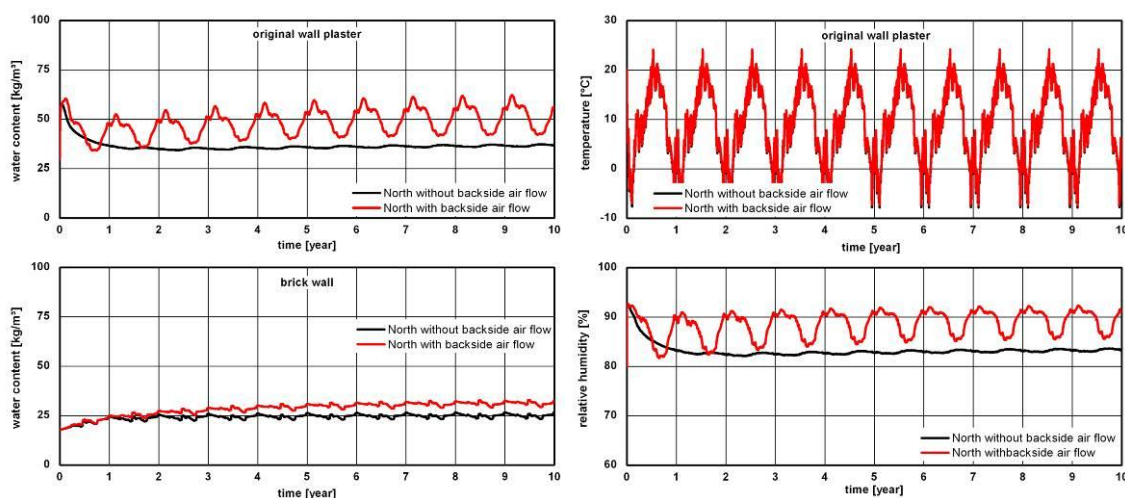 original wall plaster
water content [kg/m³]
100
75
50
25
0
North without backside air flow
North with backside air flow
0 1 2 3 4 5 6 7 8 9 10
time [year]
original wall plaster
temperature [°C]
30
20
10
0
-10
North without backside air flow
North with backside air flow
0 1 2 3 4 5 6 7 8 9 10
time [year]
brick wall
water content [kg/m³]
100
75
50
25
0
North without backside air flow
North with backside air flow
0 1 2 3 4 5 6 7 8 9 10
time [year]
relative humidity [%]
100
90
80
70
60
North without backside air flow
North withbackside air flow
0 1 2 3 4 5 6 7 8 9 10
time [year]